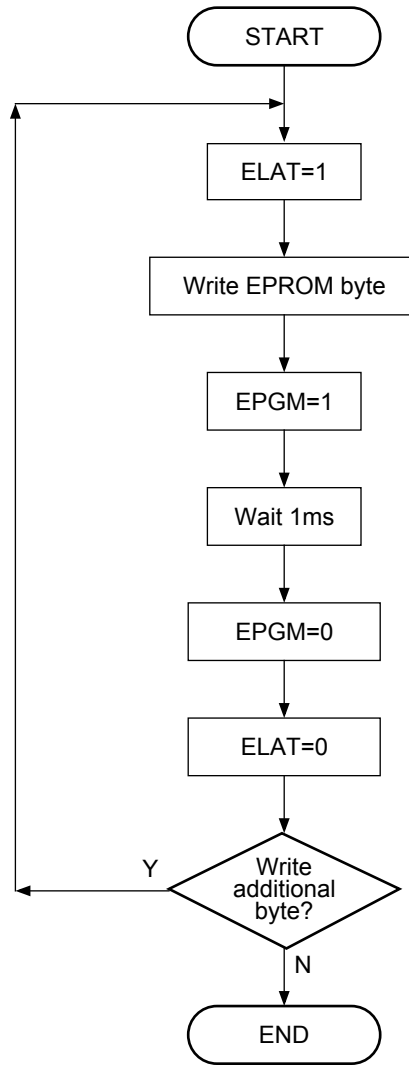 START
ELAT=1
Write EPROM byte
EPGM=1
Wait 1ms
EPGM=0
ELAT=0
Y
Write
additional
byte?
N
END